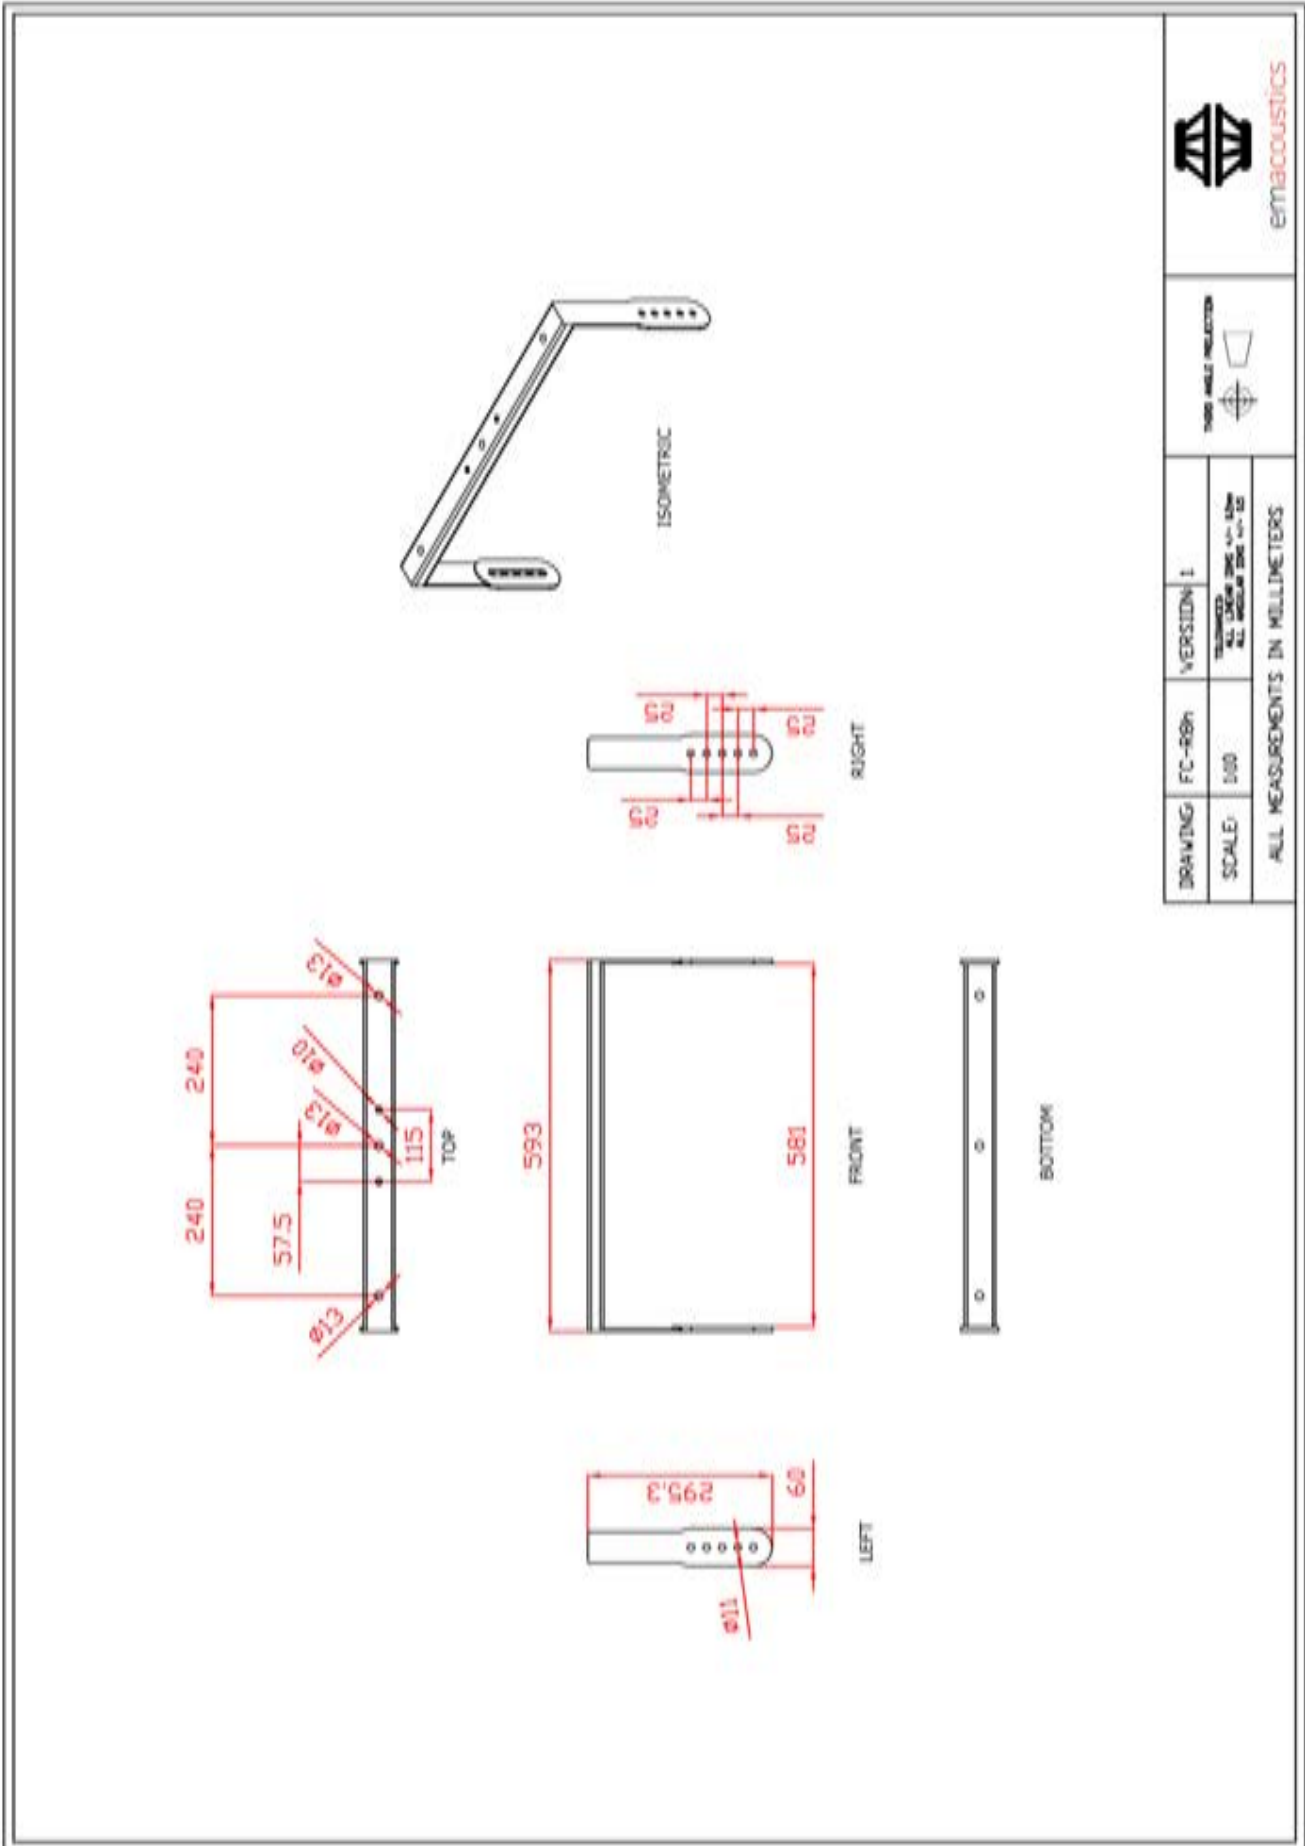 240
240
57.5
ø13
ø13
ø10
ø13
115
TOP
295.3
60
ø11
LEFT
593
581
FRONT
25
25
25
25
RIGHT
ISOMETRIC
BOTTOM
DRAWING: FC-RBh VERSION: 1
SCALE: 1:10
TOLERANCES:
THIRD ANGLE PROJECTION
ALL MEASUREMENTS IN MILLIMETERS
emacoustics